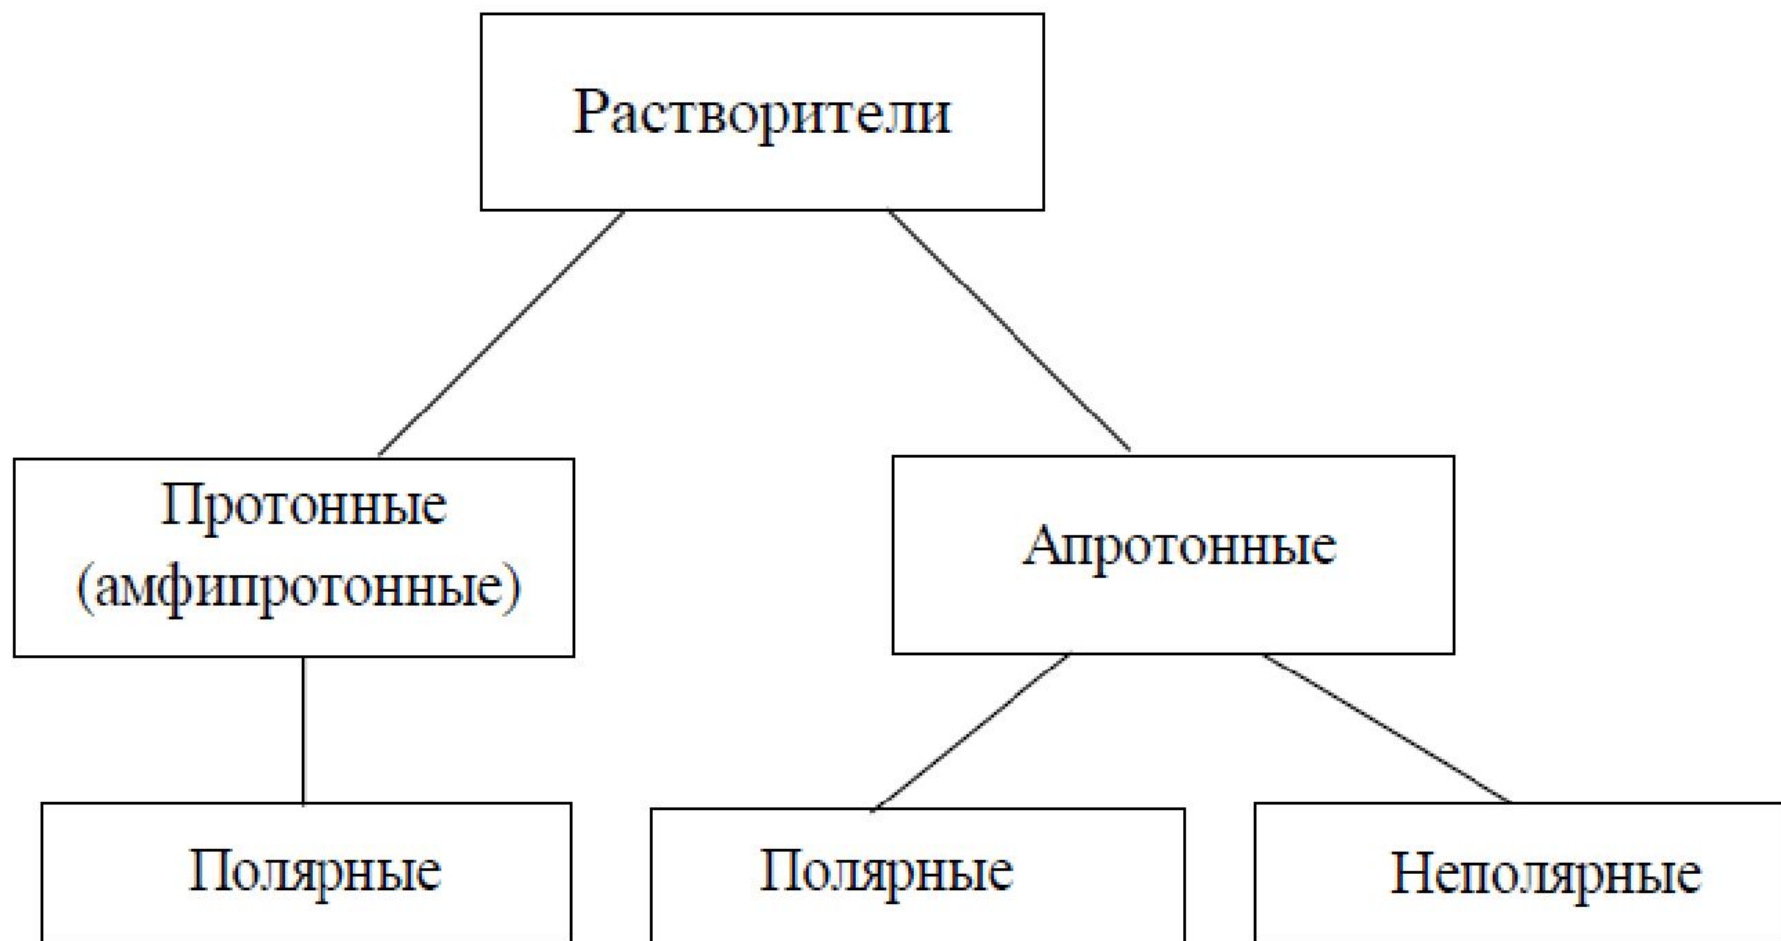 Растворители
Протонные
(амфипротонные)
Апротонные
Полярные
Полярные
Неполярные